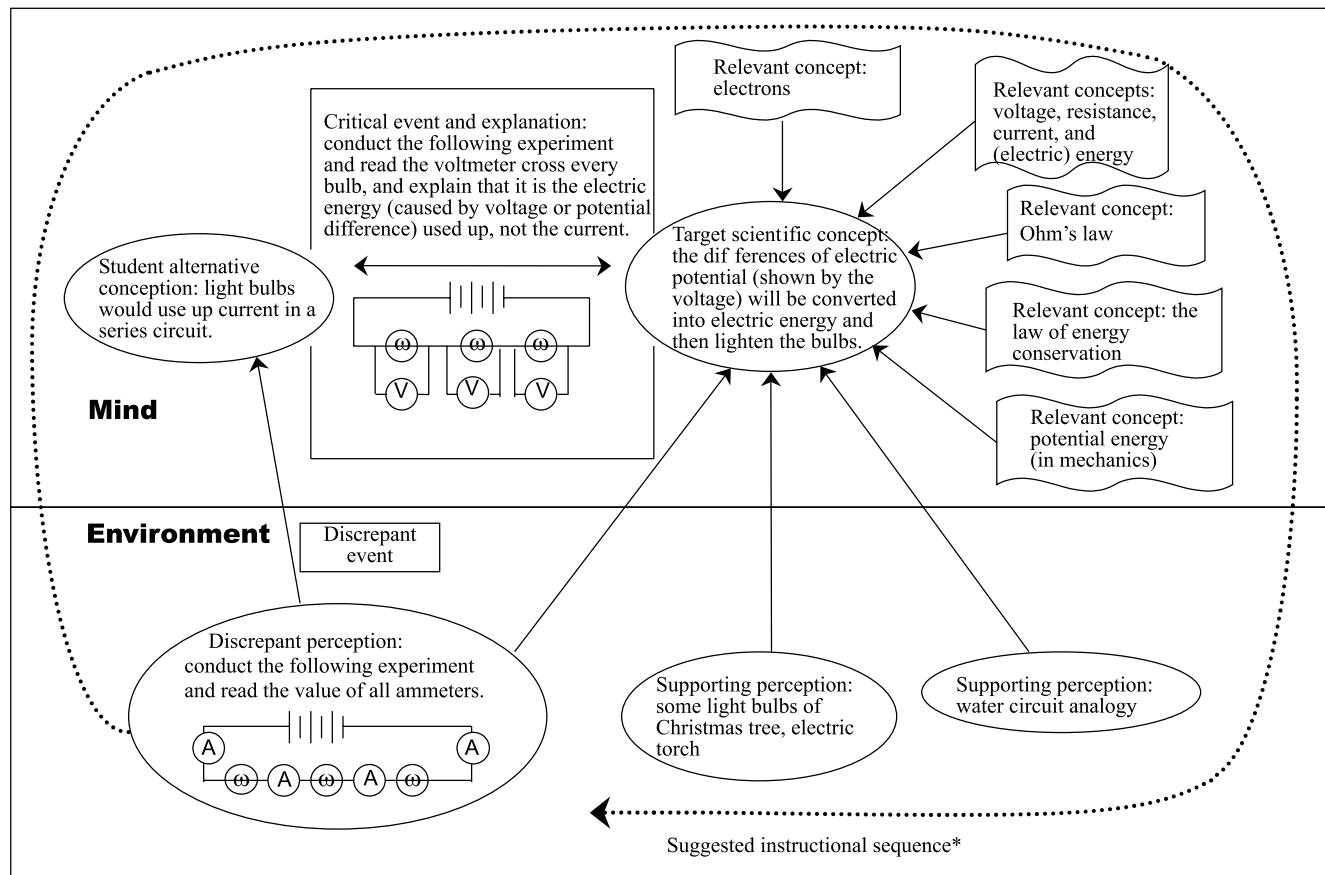 Relevant concept:
electrons
Relevant concepts:
voltage, resistance,
current, and
(electric) energy
Critical event and explanation:
conduct the following experiment
and read the voltmeter cross every
bulb, and explain that it is the electric
energy (caused by voltage or potential
difference) used up, not the current.
ω ω ω
V V V
Relevant concept:
Ohm's law
Target scientific concept:
the dif ferences of electric
potential (shown by the
voltage) will be converted
into electric energy and
then lighten the bulbs.
Student alternative
conception: light bulbs
would use up current in a
series circuit.
Relevant concept: the
law of energy
conservation
Relevant concept:
potential energy
(in mechanics)
Mind
Environment
Discrepant
event
Discrepant perception:
conduct the following experiment
and read the value of all ammeters.
A A
ω A ω A ω
Supporting perception:
some light bulbs of
Christmas tree, electric
torch
Supporting perception:
water circuit analogy
Suggested instructional sequence*